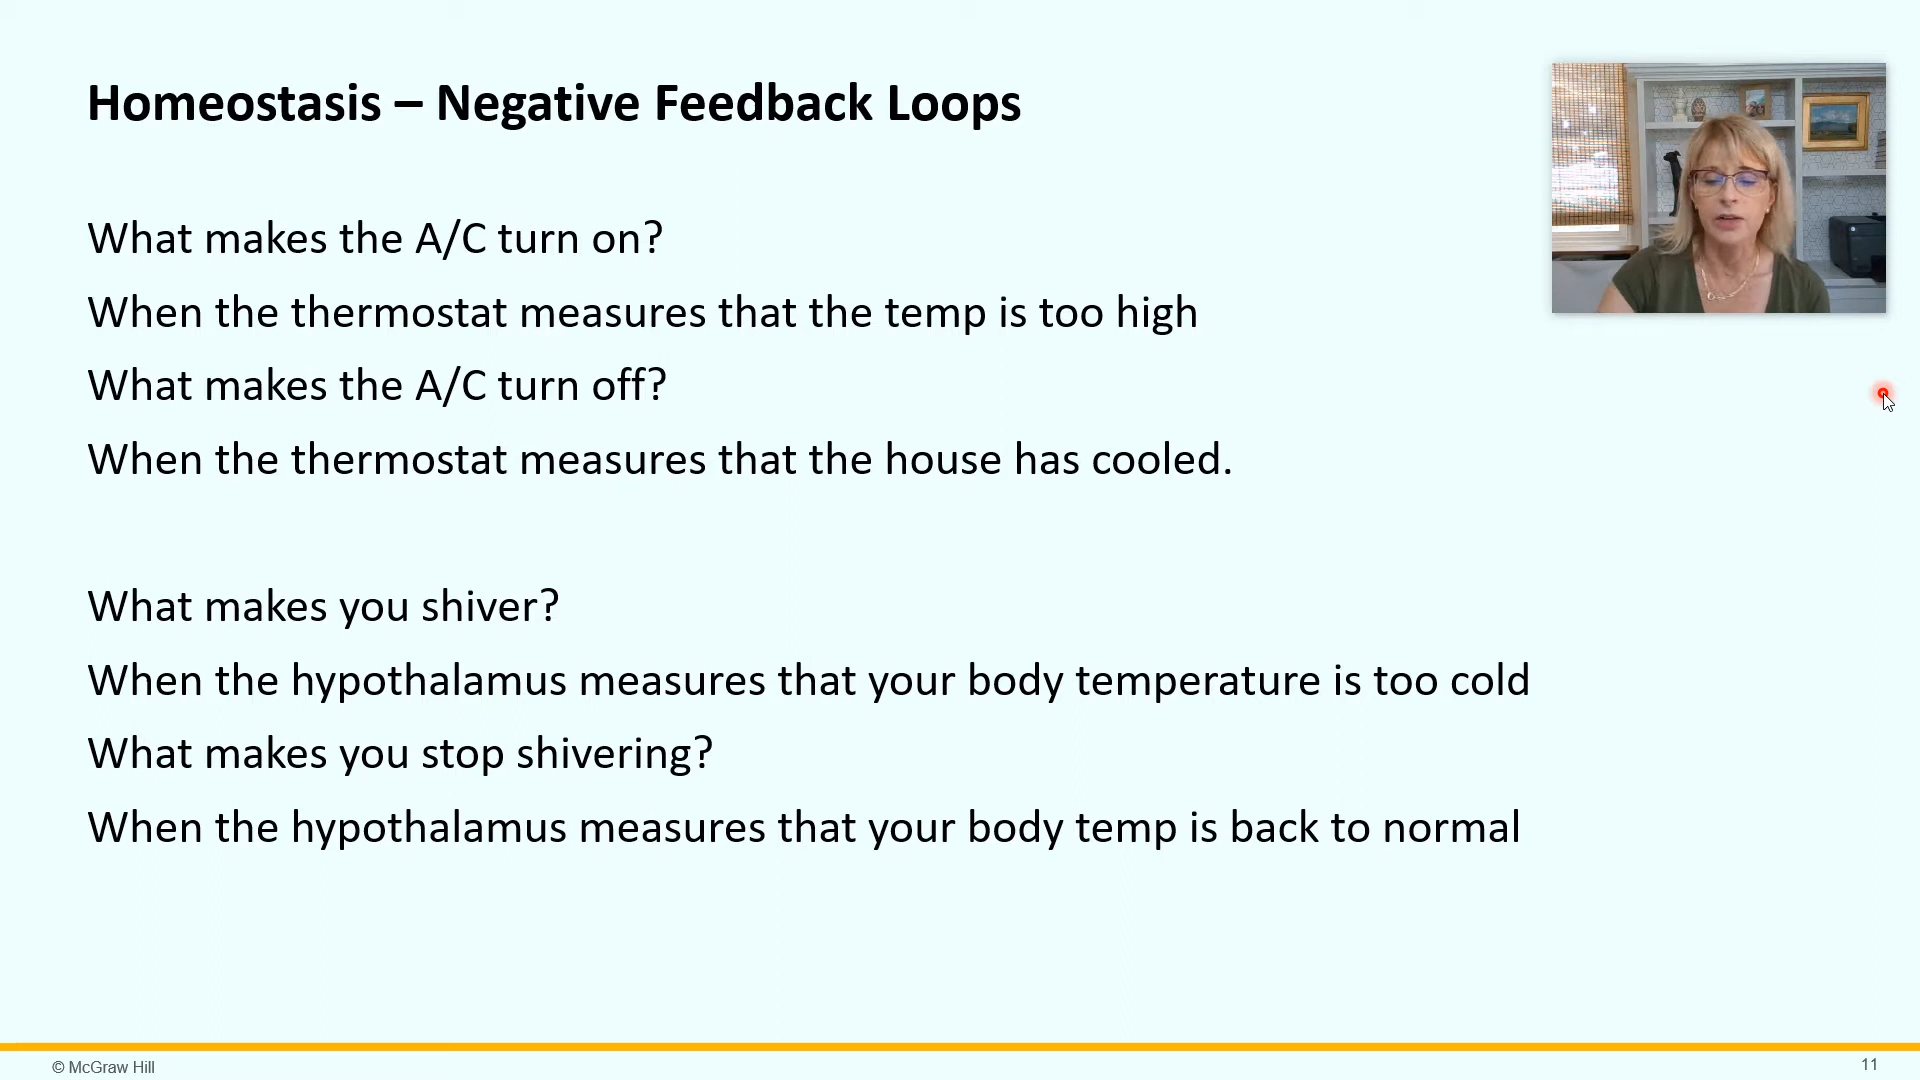 Homeostasis – Negative Feedback Loops
What makes the A/C turn on?
When the thermostat measures that the temp is too high
What makes the A/C turn off?
When the thermostat measures that the house has cooled.
What makes you shiver?
When the hypothalamus measures that your body temperature is too cold
What makes you stop shivering?
When the hypothalamus measures that your body temp is back to normal
© McGraw Hill
11